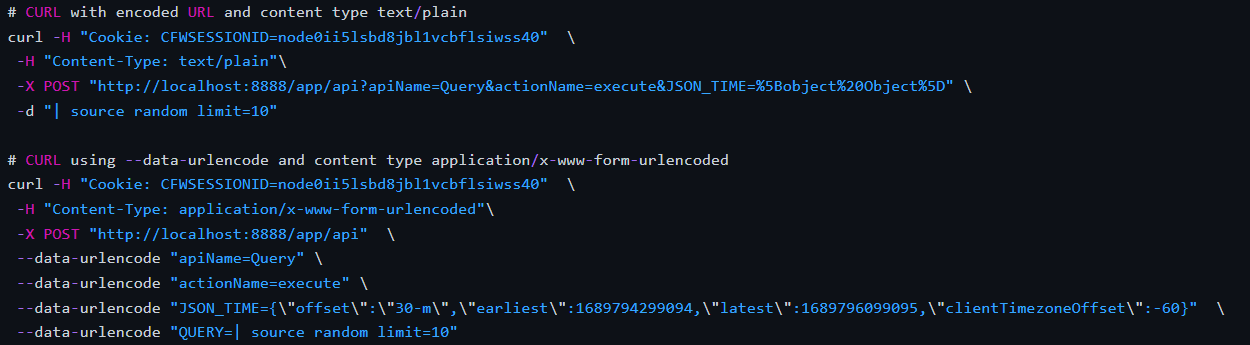 # CURL with encoded URL and content type text/plain
curl -H "Cookie: CFWSESSIONID=node0ii5lsbd8jbl1vcbflsiwss40"  \
 -H "Content-Type: text/plain"\
 -X POST "http://localhost:8888/app/api?apiName=Query&actionName=execute&JSON_TIME=%5Bobject%20Object%5D" \
 -d "| source random limit=10"

# CURL using --data-urlencode and content type application/x-www-form-urlencoded
curl -H "Cookie: CFWSESSIONID=node0ii5lsbd8jbl1vcbflsiwss40"  \
 -H "Content-Type: application/x-www-form-urlencoded"\
 -X POST "http://localhost:8888/app/api"  \
 --data-urlencode "apiName=Query" \
 --data-urlencode "actionName=execute" \
 --data-urlencode "JSON_TIME={\"offset\":\"30-m\",\"earliest\":1689794299094,\"latest\":1689796099095,\"clientTimezoneOffset\":-60}"  \
 --data-urlencode "QUERY=| source random limit=10"